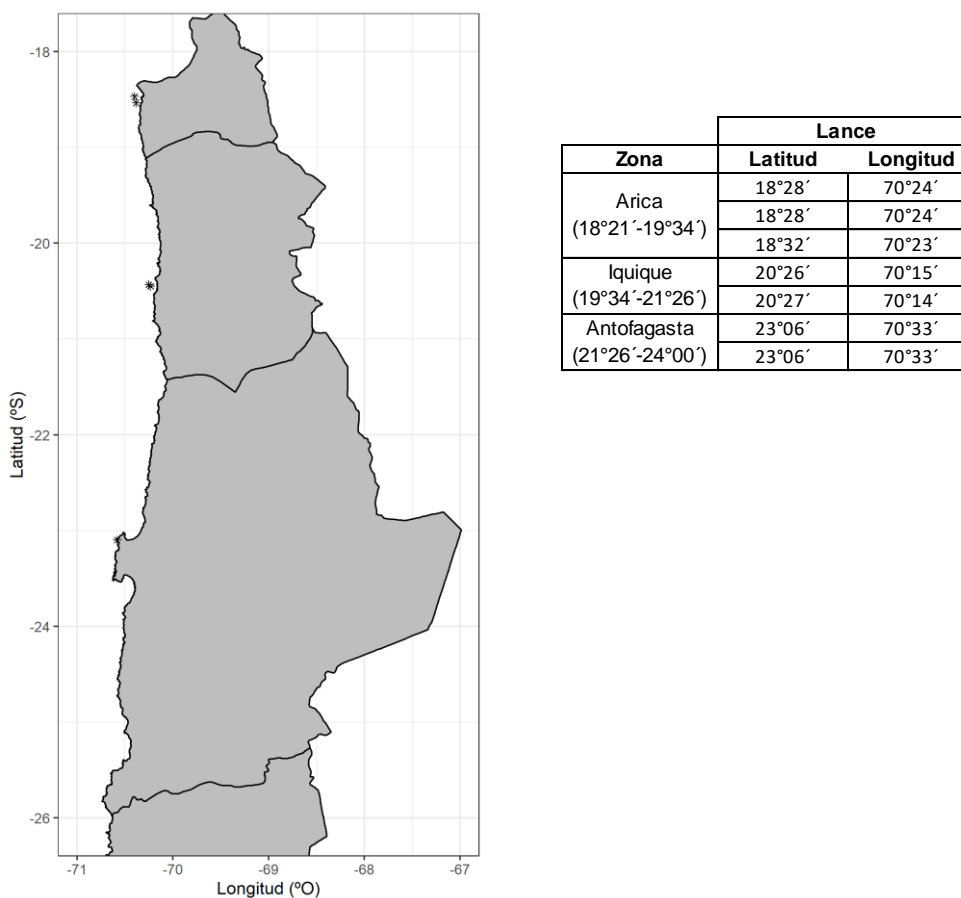 -18
-20
-22
-24
-26
Latitud (ºS)
-71 -70 -69 -68 -67
Longitud (ºO)
Lance
Zona Latitud Longitud
Arica
(18°21´-19°34´)
18°28´ 70°24´
18°28´ 70°24´
18°32´ 70°23´
Iquique
(19°34´-21°26´)
20°26´ 70°15´
20°27´ 70°14´
Antofagasta
(21°26´-24°00´)
23°06´ 70°33´
23°06´ 70°33´